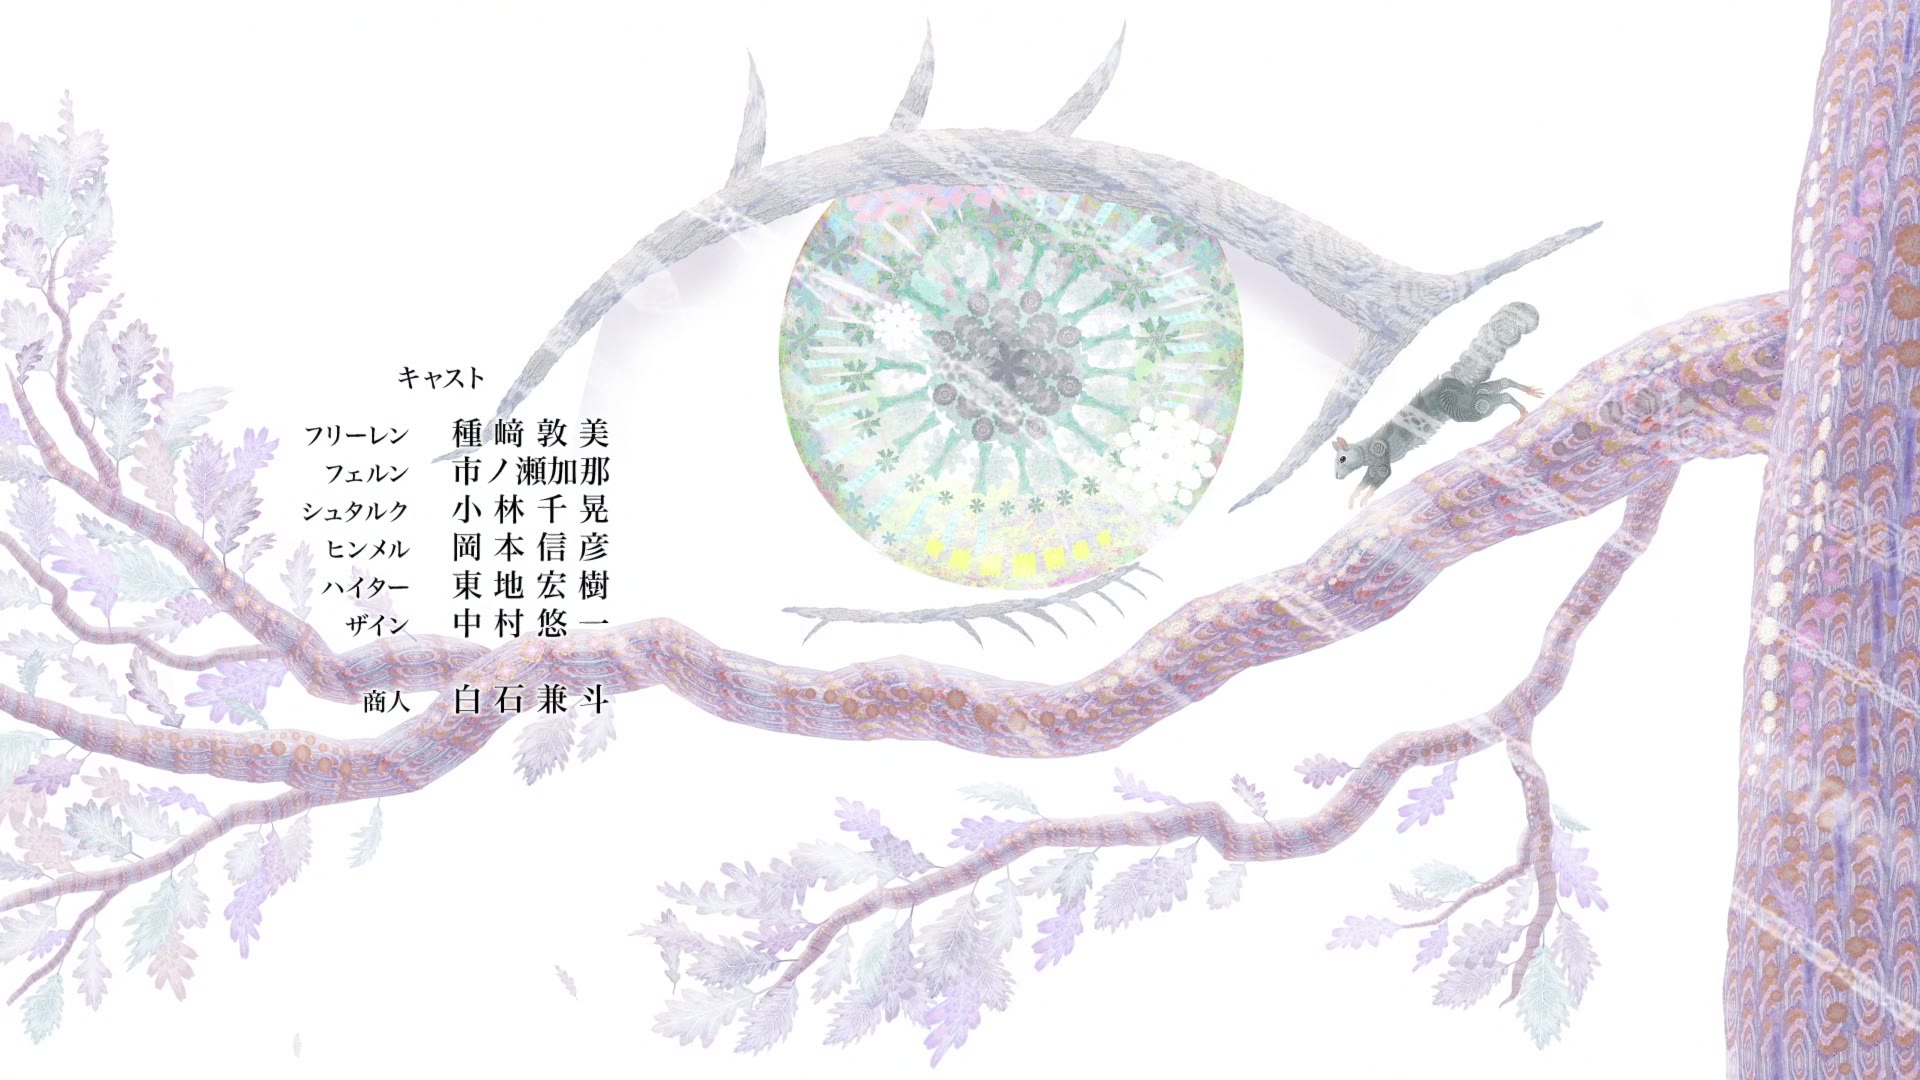 キャスト
フリーレン 種﨑敦美
フェルン 市ノ瀬加那
シュタルク 小林千晃
ヒンメル 岡本信彦
ハイター 東地宏樹
ザイン 中村悠一
商人 白石兼斗